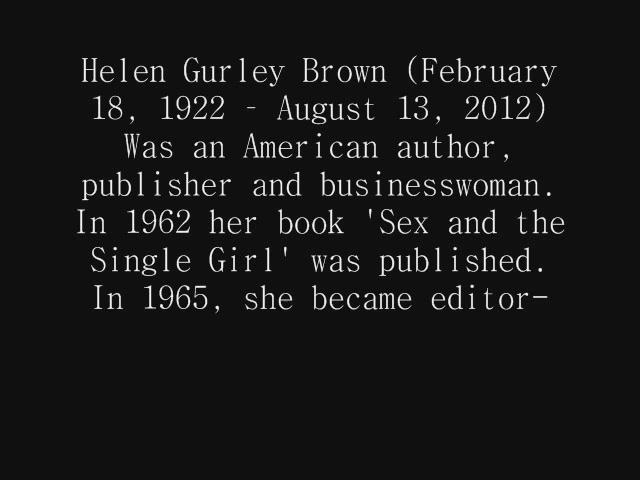 Helen Gurley Brown (February
18, 1922 - August 13, 2012)
Was an American author,
publisher and businesswoman.
In 1962 her book 'Sex and the
Single Girl' was published.
In 1965, she became editor-